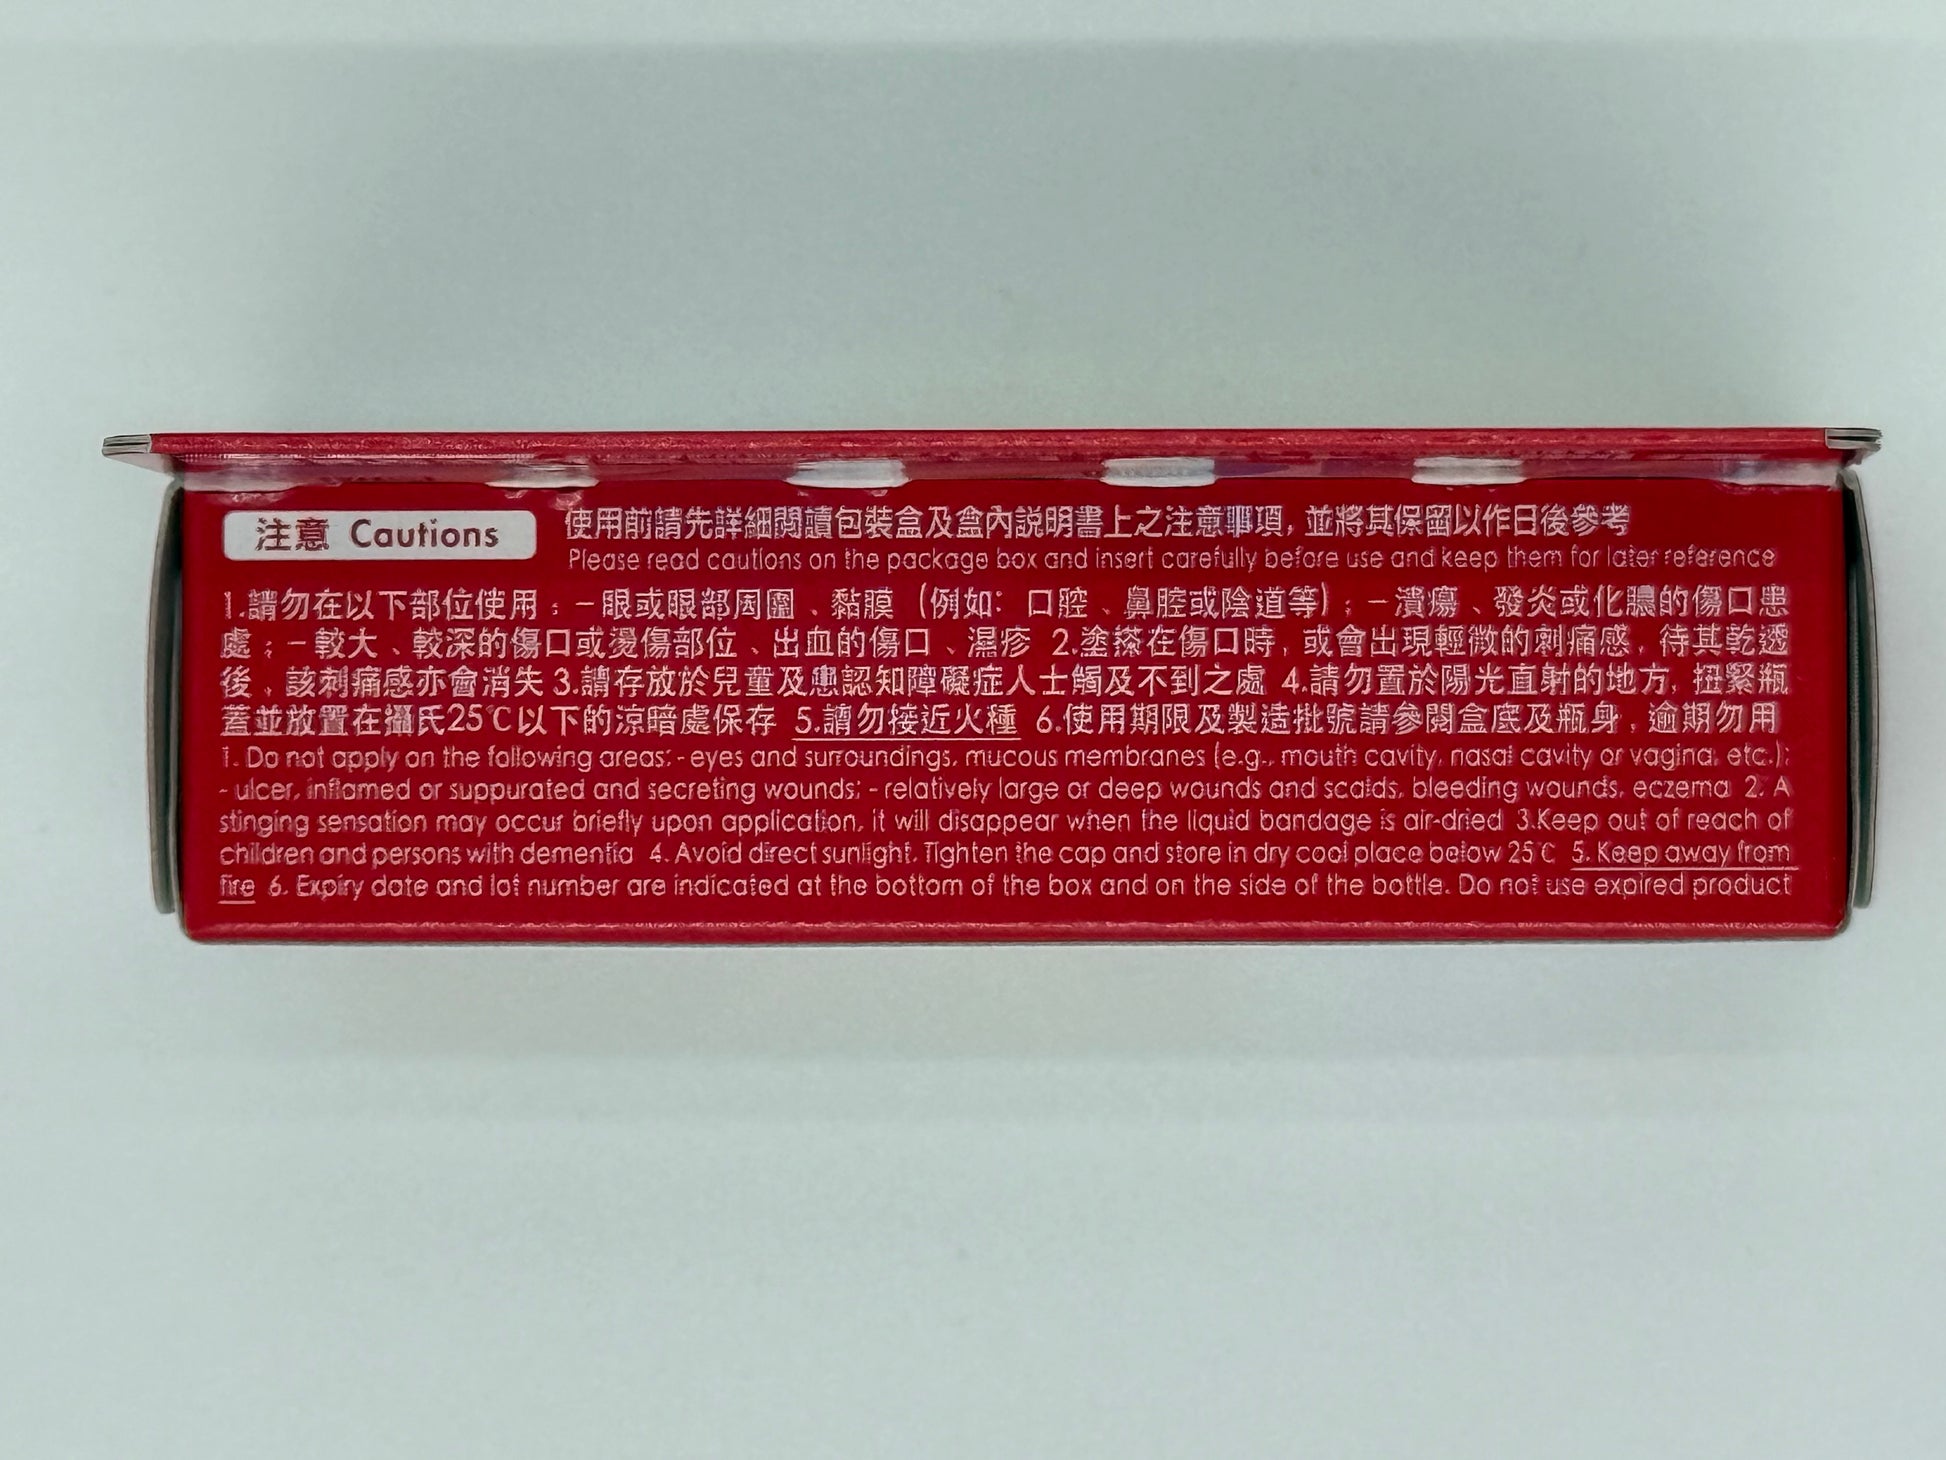 注意 Cautions
使用前請先詳細閱讀包裝盒及盒內説明書上之注意事項, 並將其保留以作日後參考
Please read cautions on the package box and insert carefully before use and keep them for later reference
1.請勿在以下部位使用：－眼或眼部周圍、黏膜（例如：口腔、鼻腔或陰道等）；－潰瘍、發炎或化膿的傷口患
處；－較大、較深的傷口或燙傷部位、出血的傷口、濕疹 2.塗搽在傷口時, 或會出現輕微的刺痛感, 待其乾透
後, 該刺痛感亦會消失 3.請存放於兒童及患認知障礙症人士觸及不到之處 4.請勿置於陽光直射的地方, 扭緊瓶
蓋並放置在攝氏25℃以下的涼暗處保存 5.請勿接近火種 6.使用期限及製造批號請參閱盒底及瓶身, 逾期勿用
1. Do not apply on the following areas: - eyes and surroundings, mucous membranes (e.g., mouth cavity, nasal cavity or vagina, etc.);
- ulcer, inflamed or suppurated and secreting wounds; - relatively large or deep wounds and scalds, bleeding wounds, eczema 2. A
stinging sensation may occur briefly upon application, it will disappear when the liquid bandage is air-dried 3.Keep out of reach of
children and persons with dementia 4. Avoid direct sunlight. Tighten the cap and store in dry cool place below 25℃ 5. Keep away from
fire 6. Expiry date and lot number are indicated at the bottom of the box and on the side of the bottle. Do not use expired product